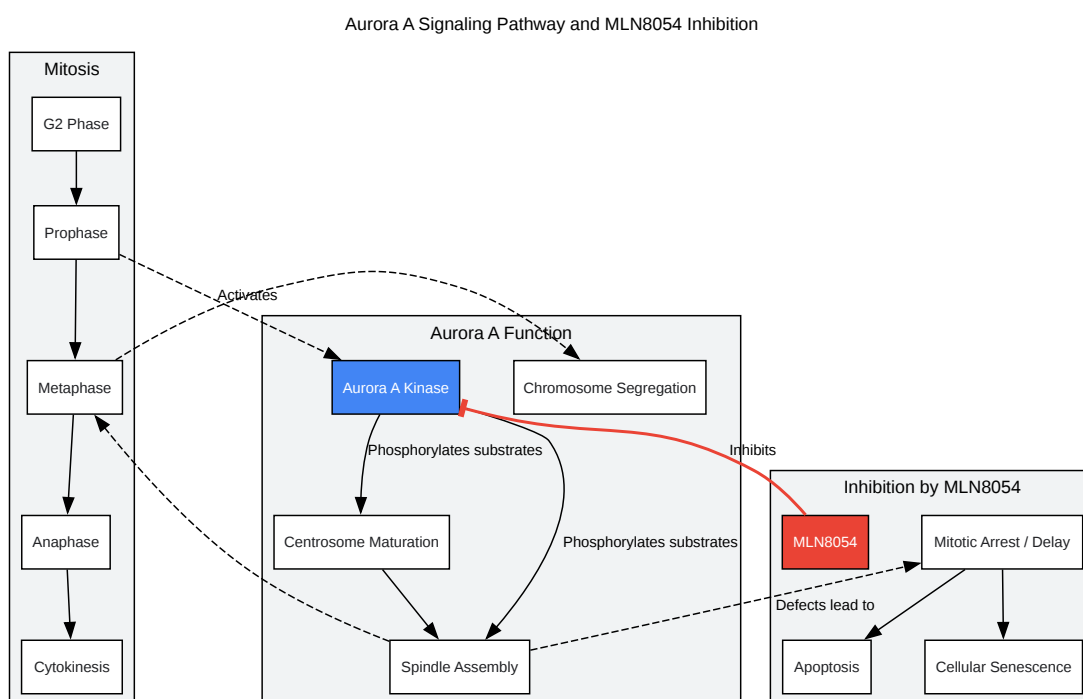 Aurora A Signaling Pathway and MLN8054 Inhibition
Mitosis
G2 Phase
Prophase
Activates
Aurora A Function
Metaphase
Aurora A Kinase
Chromosome Segregation
Phosphorylates substrates
Inhibits
Inhibition by MLN8054
Anaphase
Centrosome Maturation
Phosphorylates substrates
MLN8054
Mitotic Arrest / Delay
Defects lead to
Cytokinesis
Spindle Assembly
Apoptosis
Cellular Senescence